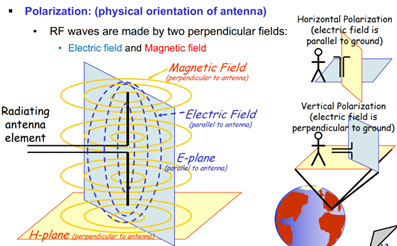 Polarization: (physical orientation of antenna)
RF waves are made by two perpendicular fields:
Electric field and Magnetic field
Magnetic Field
(perpendicular to antenna)
Radiating
antenna
element
Electric Field
(parallel to antenna)
E-plane
(parallel to antenna)
H-plane (perpendicular to antenna)
Horizontal Polarization
(electric field is
parallel to ground)
Vertical Polarization
(electric field is
perpendicular to ground)